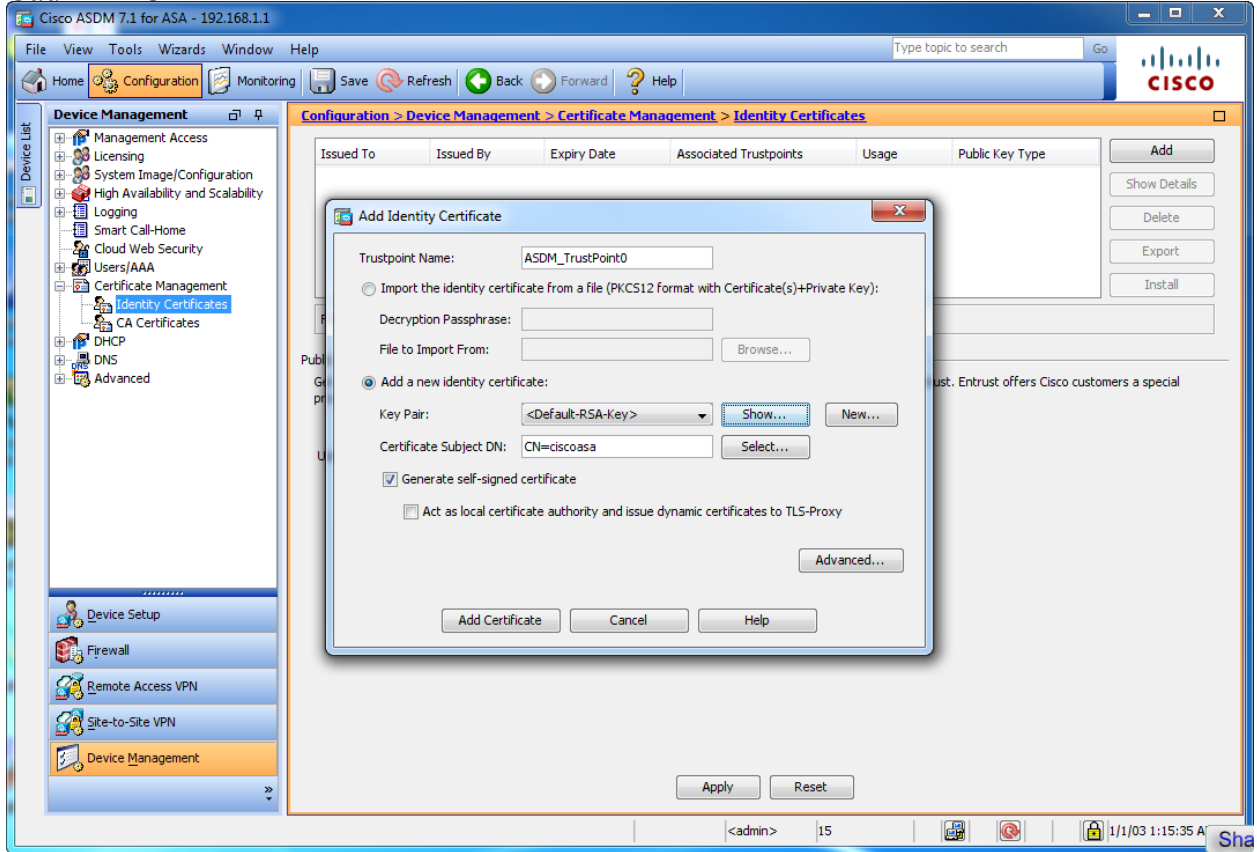 Cisco ASDM 7.1 for ASA - 192.168.1.1
File View Tools Wizards Window Help
Type topic to search
Go
Home Configuration Monitoring Save Refresh Back Forward Help
CISCO
Device List
Device Management
Management Access
Licensing
System Image/Configuration
High Availability and Scalability
Logging
Smart Call-Home
Cloud Web Security
Users/AAA
Certificate Management
Identity Certificates
CA Certificates
DHCP
DNS
DNS
Advanced
Device Setup
Firewall
Remote Access VPN
Site-to-Site VPN
Device Management
Configuration > Device Management > Certificate Management > Identity Certificates
Issued To Issued By Expiry Date Associated Trustpoints Usage Public Key Type
Add
Show Details
Delete
Export
Install
Publ
ust. Entrust offers Cisco customers a special
pr
Add Identity Certificate
Trustpoint Name: ASDM_TrustPoint0
Import the identity certificate from a file (PKCS12 format with Certificate(s)+Private Key):
Decryption Passphrase:
File to Import From: Browse...
Add a new identity certificate:
Key Pair: <Default-RSA-Key> Show... New...
Certificate Subject DN: CN=ciscoasa Select...
Generate self-signed certificate
Act as local certificate authority and issue dynamic certificates to TLS-Proxy
Advanced...
Add Certificate Cancel Help
Apply Reset
<admin> 15 1/1/03 1:15:35 A
Sha